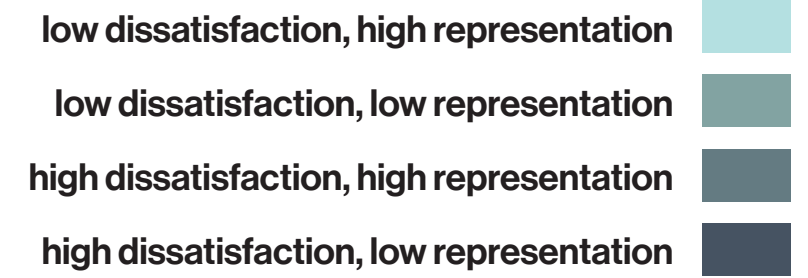 low dissatisfaction, high representation
low dissatisfaction, low representation
high dissatisfaction, high representation
high dissatisfaction, low representation